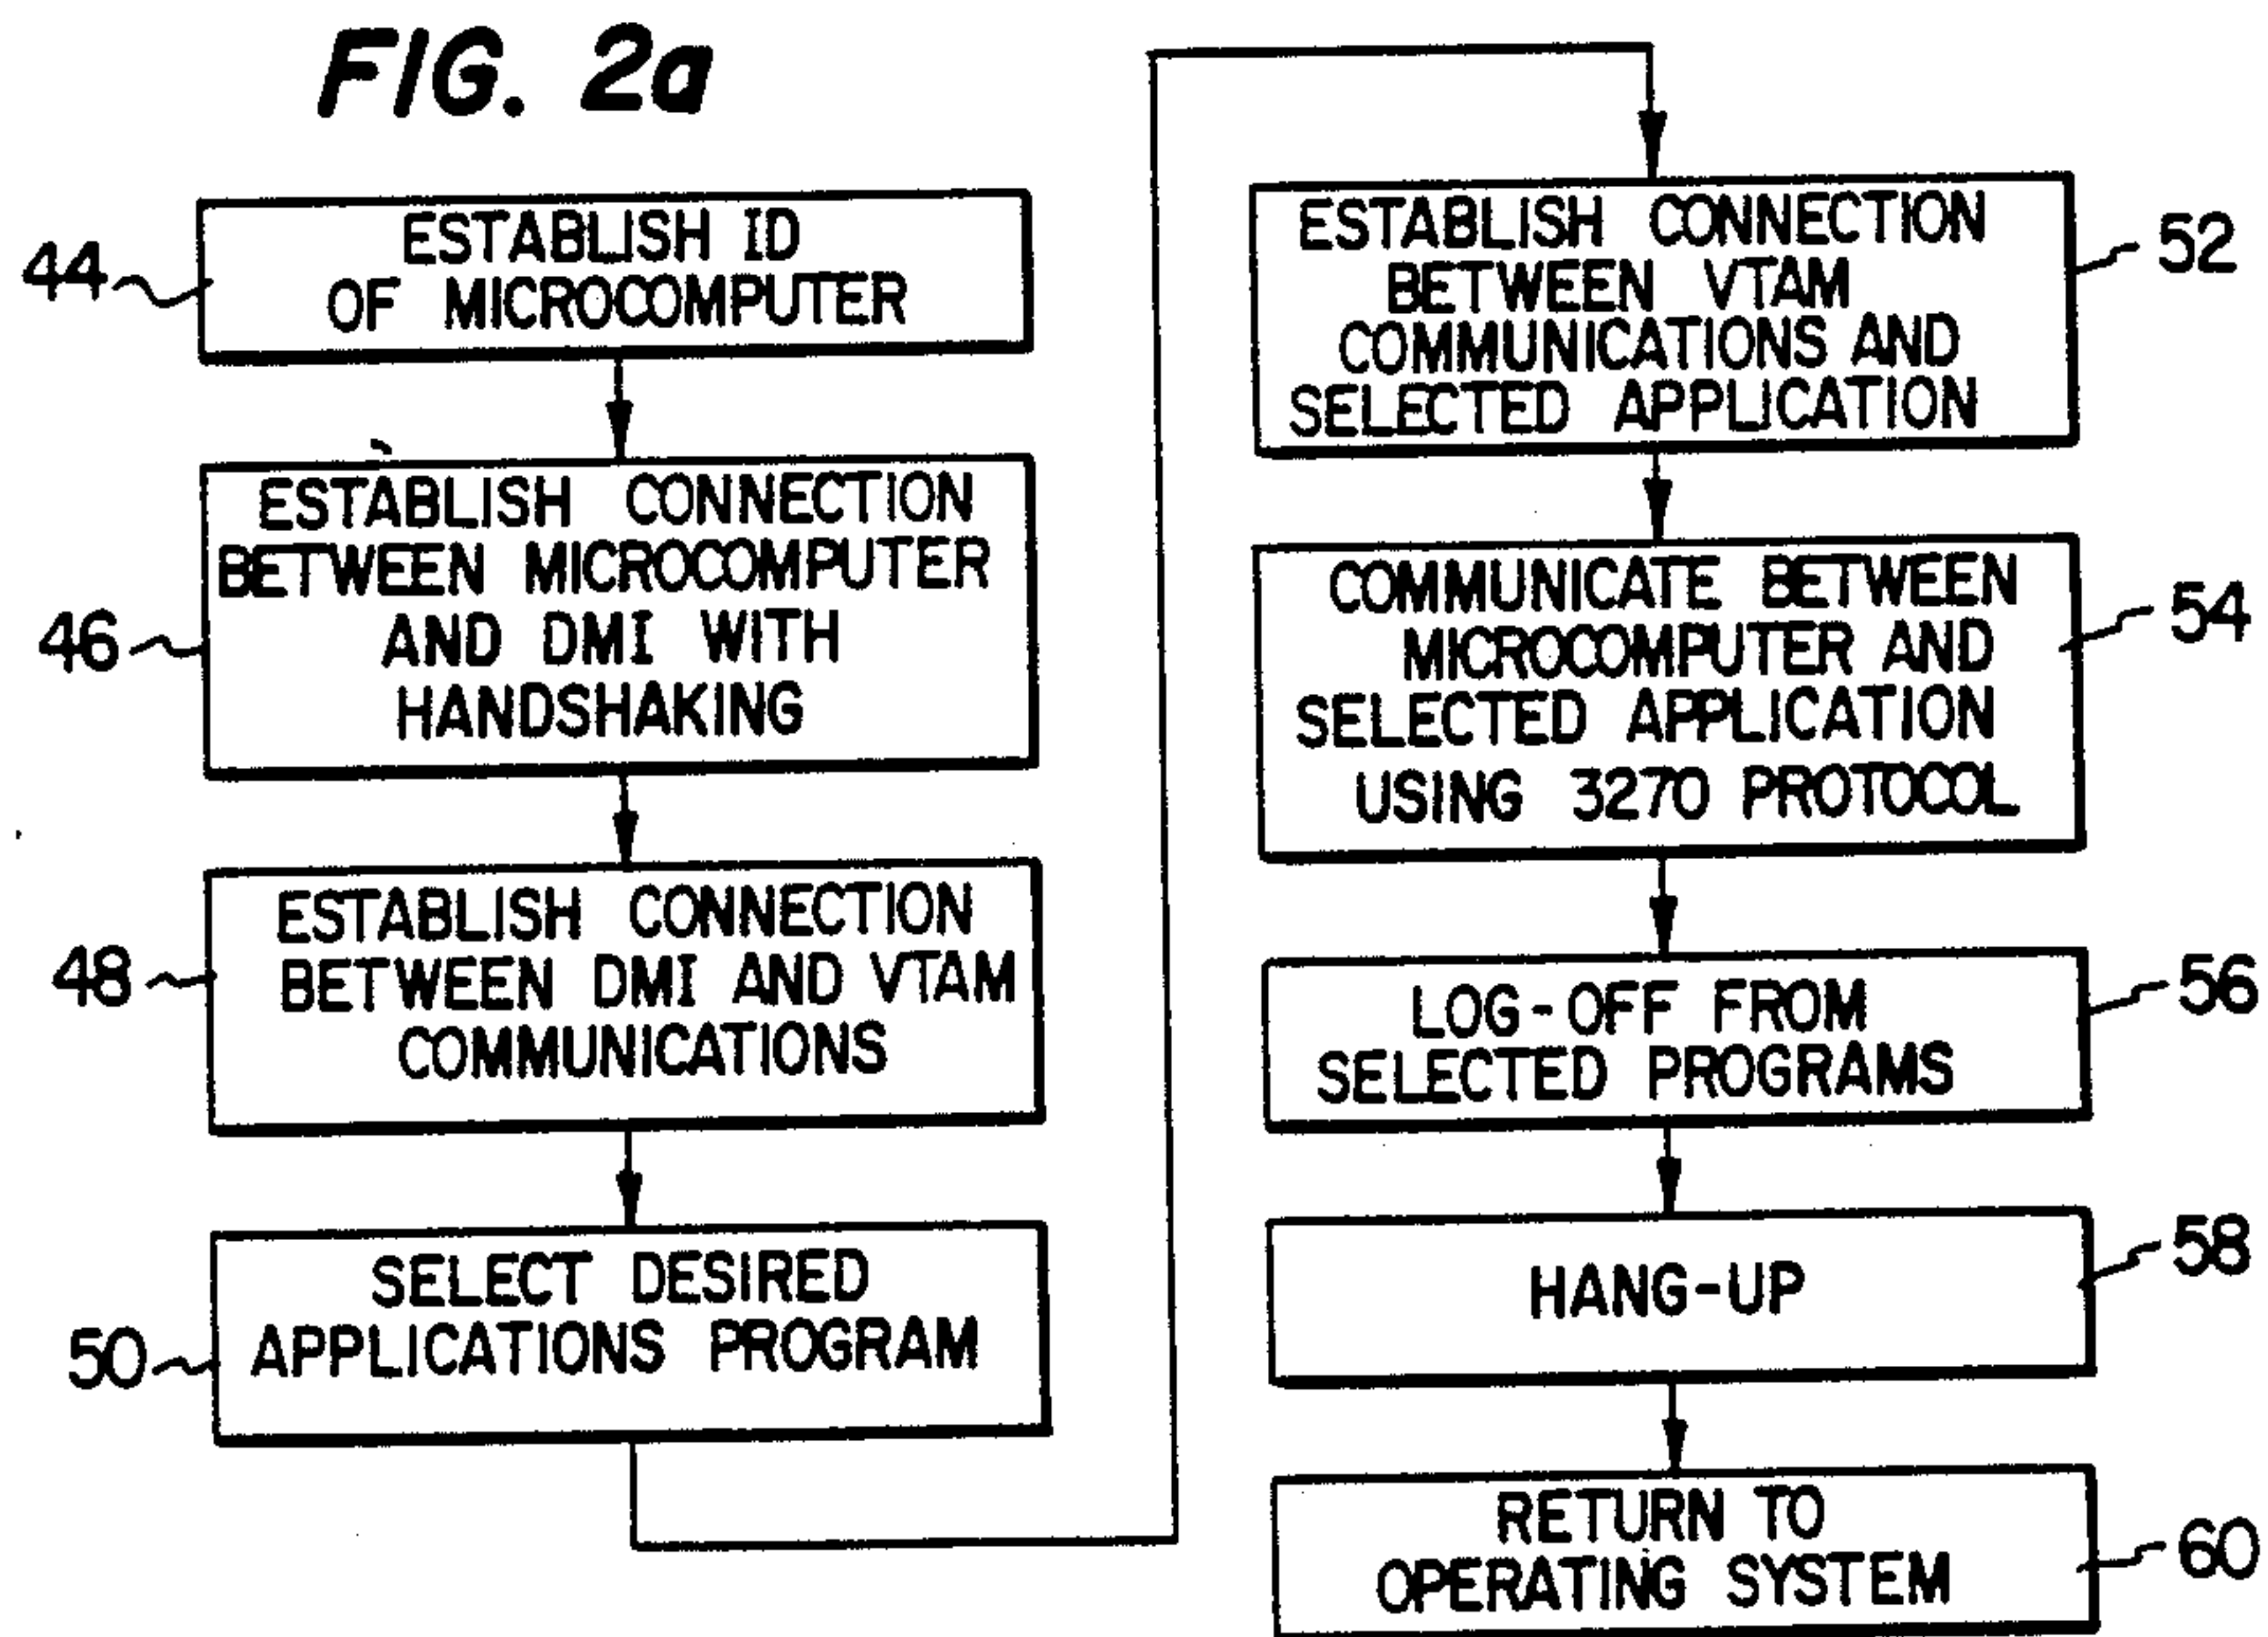 FIG. 2a
44
ESTABLISH ID
OF MICROCOMPUTER
46
ESTABLISH CONNECTION
BETWEEN MICROCOMPUTER
AND DMI WITH
HANDSHAKING
48
ESTABLISH CONNECTION
BETWEEN DMI AND VTAM
COMMUNICATIONS
50
SELECT DESIRED
APPLICATIONS PROGRAM
ESTABLISH CONNECTION
BETWEEN VTAM
COMMUNICATIONS AND
SELECTED APPLICATION
52
COMMUNICATE BETWEEN
MICROCOMPUTER AND
SELECTED APPLICATION
USING 3270 PROTOCOL
54
LOG-OFF FROM
SELECTED PROGRAMS
56
HANG-UP
58
RETURN TO
OPERATING SYSTEM
60